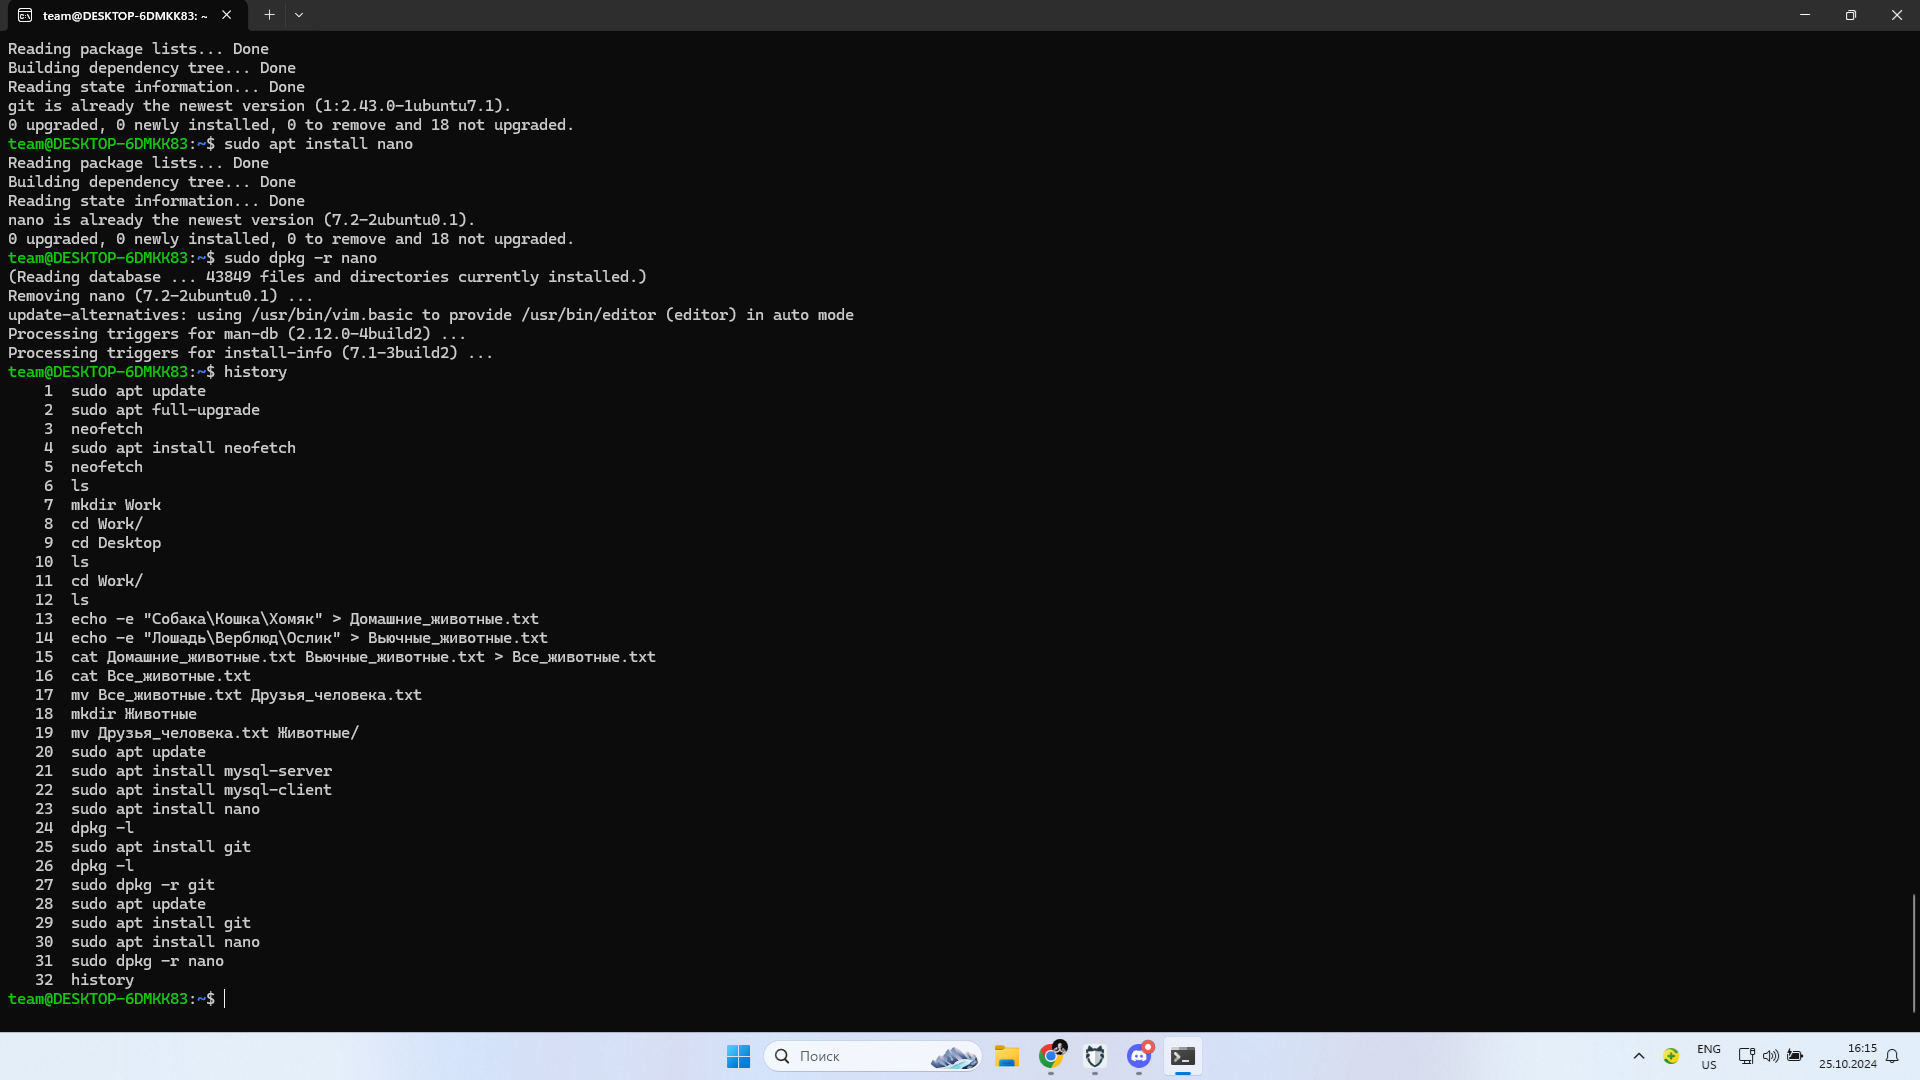 team@DESKTOP-6DMKK83: ~
Reading package lists... Done
Building dependency tree... Done
Reading state information... Done
git is already the newest version (1:2.43.0-1ubuntu7.1).
0 upgraded, 0 newly installed, 0 to remove and 18 not upgraded.
team@DESKTOP-6DMKK83:~$ sudo apt install nano
Reading package lists... Done
Building dependency tree... Done
Reading state information... Done
nano is already the newest version (7.2-2ubuntu0.1).
0 upgraded, 0 newly installed, 0 to remove and 18 not upgraded.
team@DESKTOP-6DMKK83:~$ sudo dpkg -r nano
(Reading database ... 43849 files and directories currently installed.)
Removing nano (7.2-2ubuntu0.1) ...
update-alternatives: using /usr/bin/vim.basic to provide /usr/bin/editor (editor) in auto mode
Processing triggers for man-db (2.12.0-4build2) ...
Processing triggers for install-info (7.1-3build2) ...
team@DESKTOP-6DMKK83:~$ history
1 sudo apt update
2 sudo apt full-upgrade
3 neofetch
4 sudo apt install neofetch
5 neofetch
6 ls
7 mkdir Work
8 cd Work/
9 cd Desktop
10 ls
11 cd Work/
12 ls
13 echo -e "Собака\Кошка\Хомяк" > Домашние_животные.txt
14 echo -e "Лошадь\Верблюд\Ослик" > Вьючные_животные.txt
15 cat Домашние_животные.txt Вьючные_животные.txt > Все_животные.txt
16 cat Все_животные.txt
17 mv Все_животные.txt Друзья_человека.txt
18 mkdir Животные
19 mv Друзья_человека.txt Животные/
20 sudo apt update
21 sudo apt install mysql-server
22 sudo apt install mysql-client
23 sudo apt install nano
24 dpkg -l
25 sudo apt install git
26 dpkg -l
27 sudo dpkg -r git
28 sudo apt update
29 sudo apt install git
30 sudo apt install nano
31 sudo dpkg -r nano
32 history
team@DESKTOP-6DMKK83:~$
Поиск
ENG
US
16:15
25.10.2024